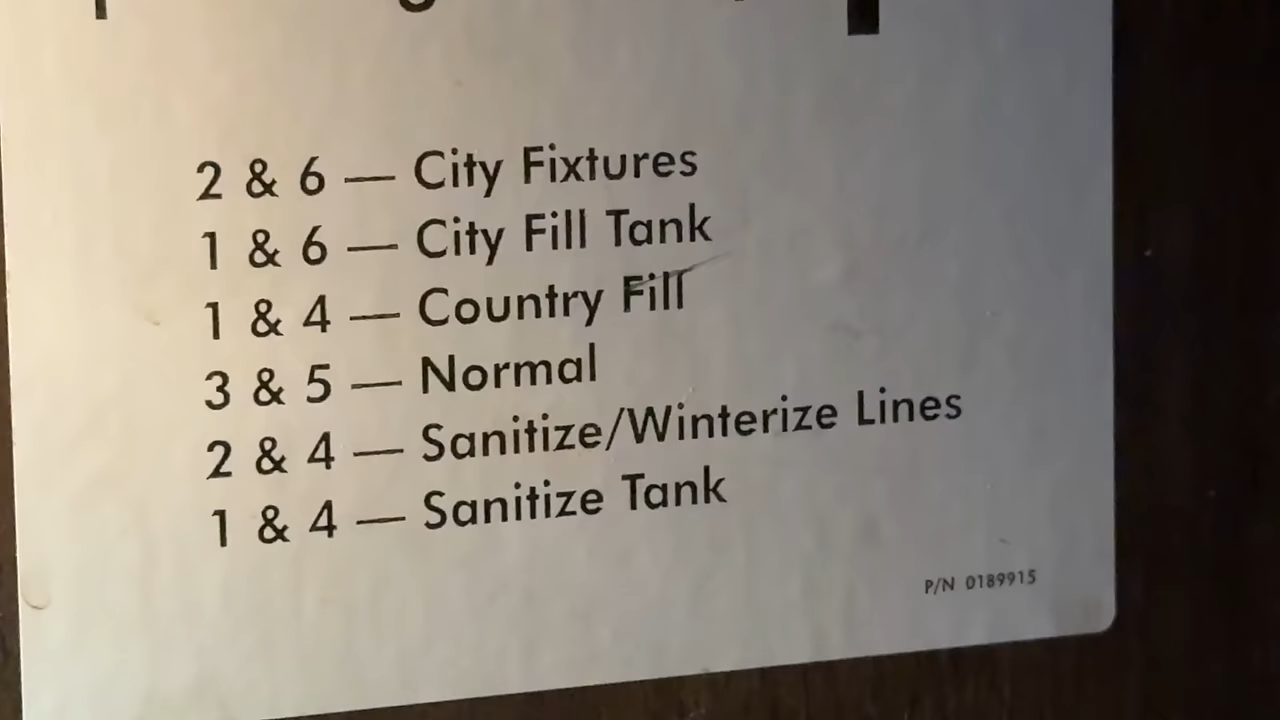 2 & 6 — City Fixtures
1 & 6 — City Fill Tank
1 & 4 — Country Fill
3 & 5 — Normal
2 & 4 — Sanitize/Winterize Lines
1 & 4 — Sanitize Tank
P/N 0189915